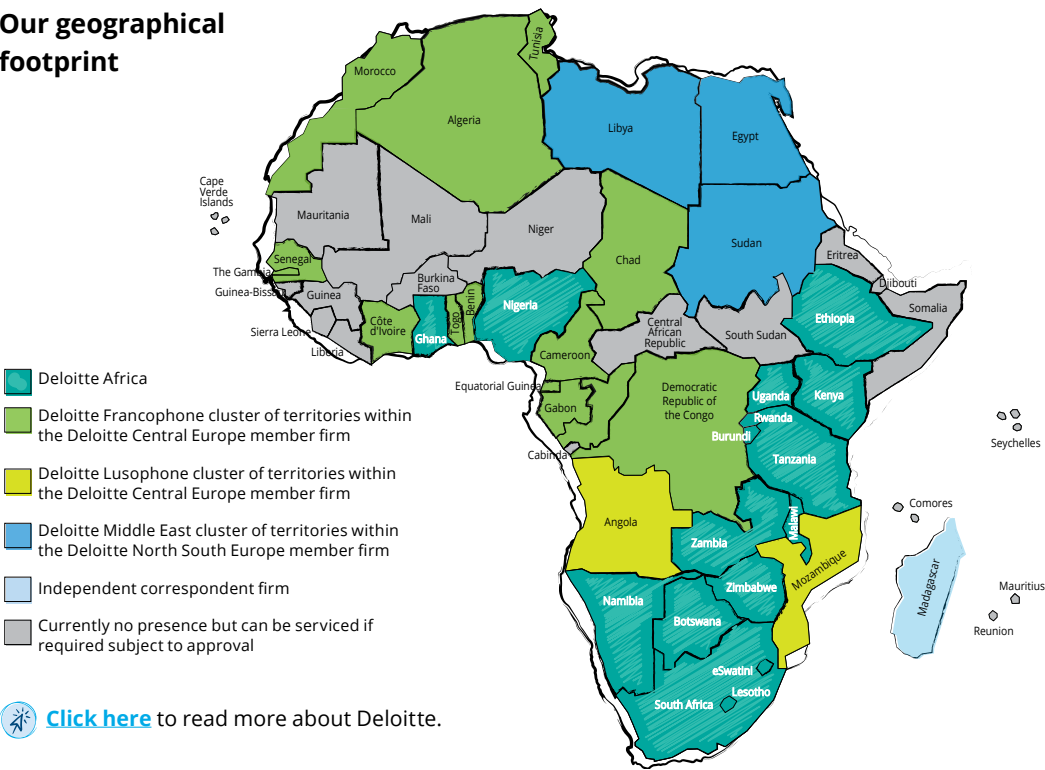 Our geographical
footprint
Tunisia
Morocco
Algeria
Libya
Egypt
Cape
Verde
Islands
Mauritania
Mali
Niger
Chad
Sudan
Eritrea
Djibouti
Somalia
Senegal
The Gambia
Guinea-Bissau
Guinea
Burkina
Faso
Benin
Togo
Nigeria
Ethiopia
Sierra Leone
Liberia
Côte
d'Ivoire
Ghana
Cameroon
Central
African
Republic
South Sudan
Equatorial Guinea
Gabon
Democratic
Republic of
the Congo
Uganda
Kenya
Rwanda
Burundi
Tanzania
Cabinda
Seychelles
Comores
Angola
Zambia
Malawi
Mozambique
Madagascar
Mauritius
Reunion
Namibia
Zimbabwe
Botswana
eSwatini
Lesotho
South Africa
Deloitte Africa
Deloitte Francophone cluster of territories within
the Deloitte Central Europe member firm
Deloitte Lusophone cluster of territories within
the Deloitte Central Europe member firm
Deloitte Middle East cluster of territories within
the Deloitte North South Europe member firm
Independent correspondent firm
Currently no presence but can be serviced if
required subject to approval
Click here to read more about Deloitte.